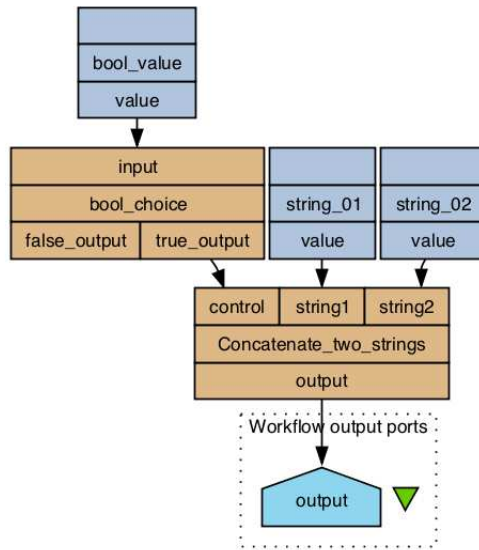 bool_value
value
input
bool_choice
false_output true_output
string_01
value
string_02
value
control string1 string2
Concatenate_two_strings
output
Workflow output ports
output